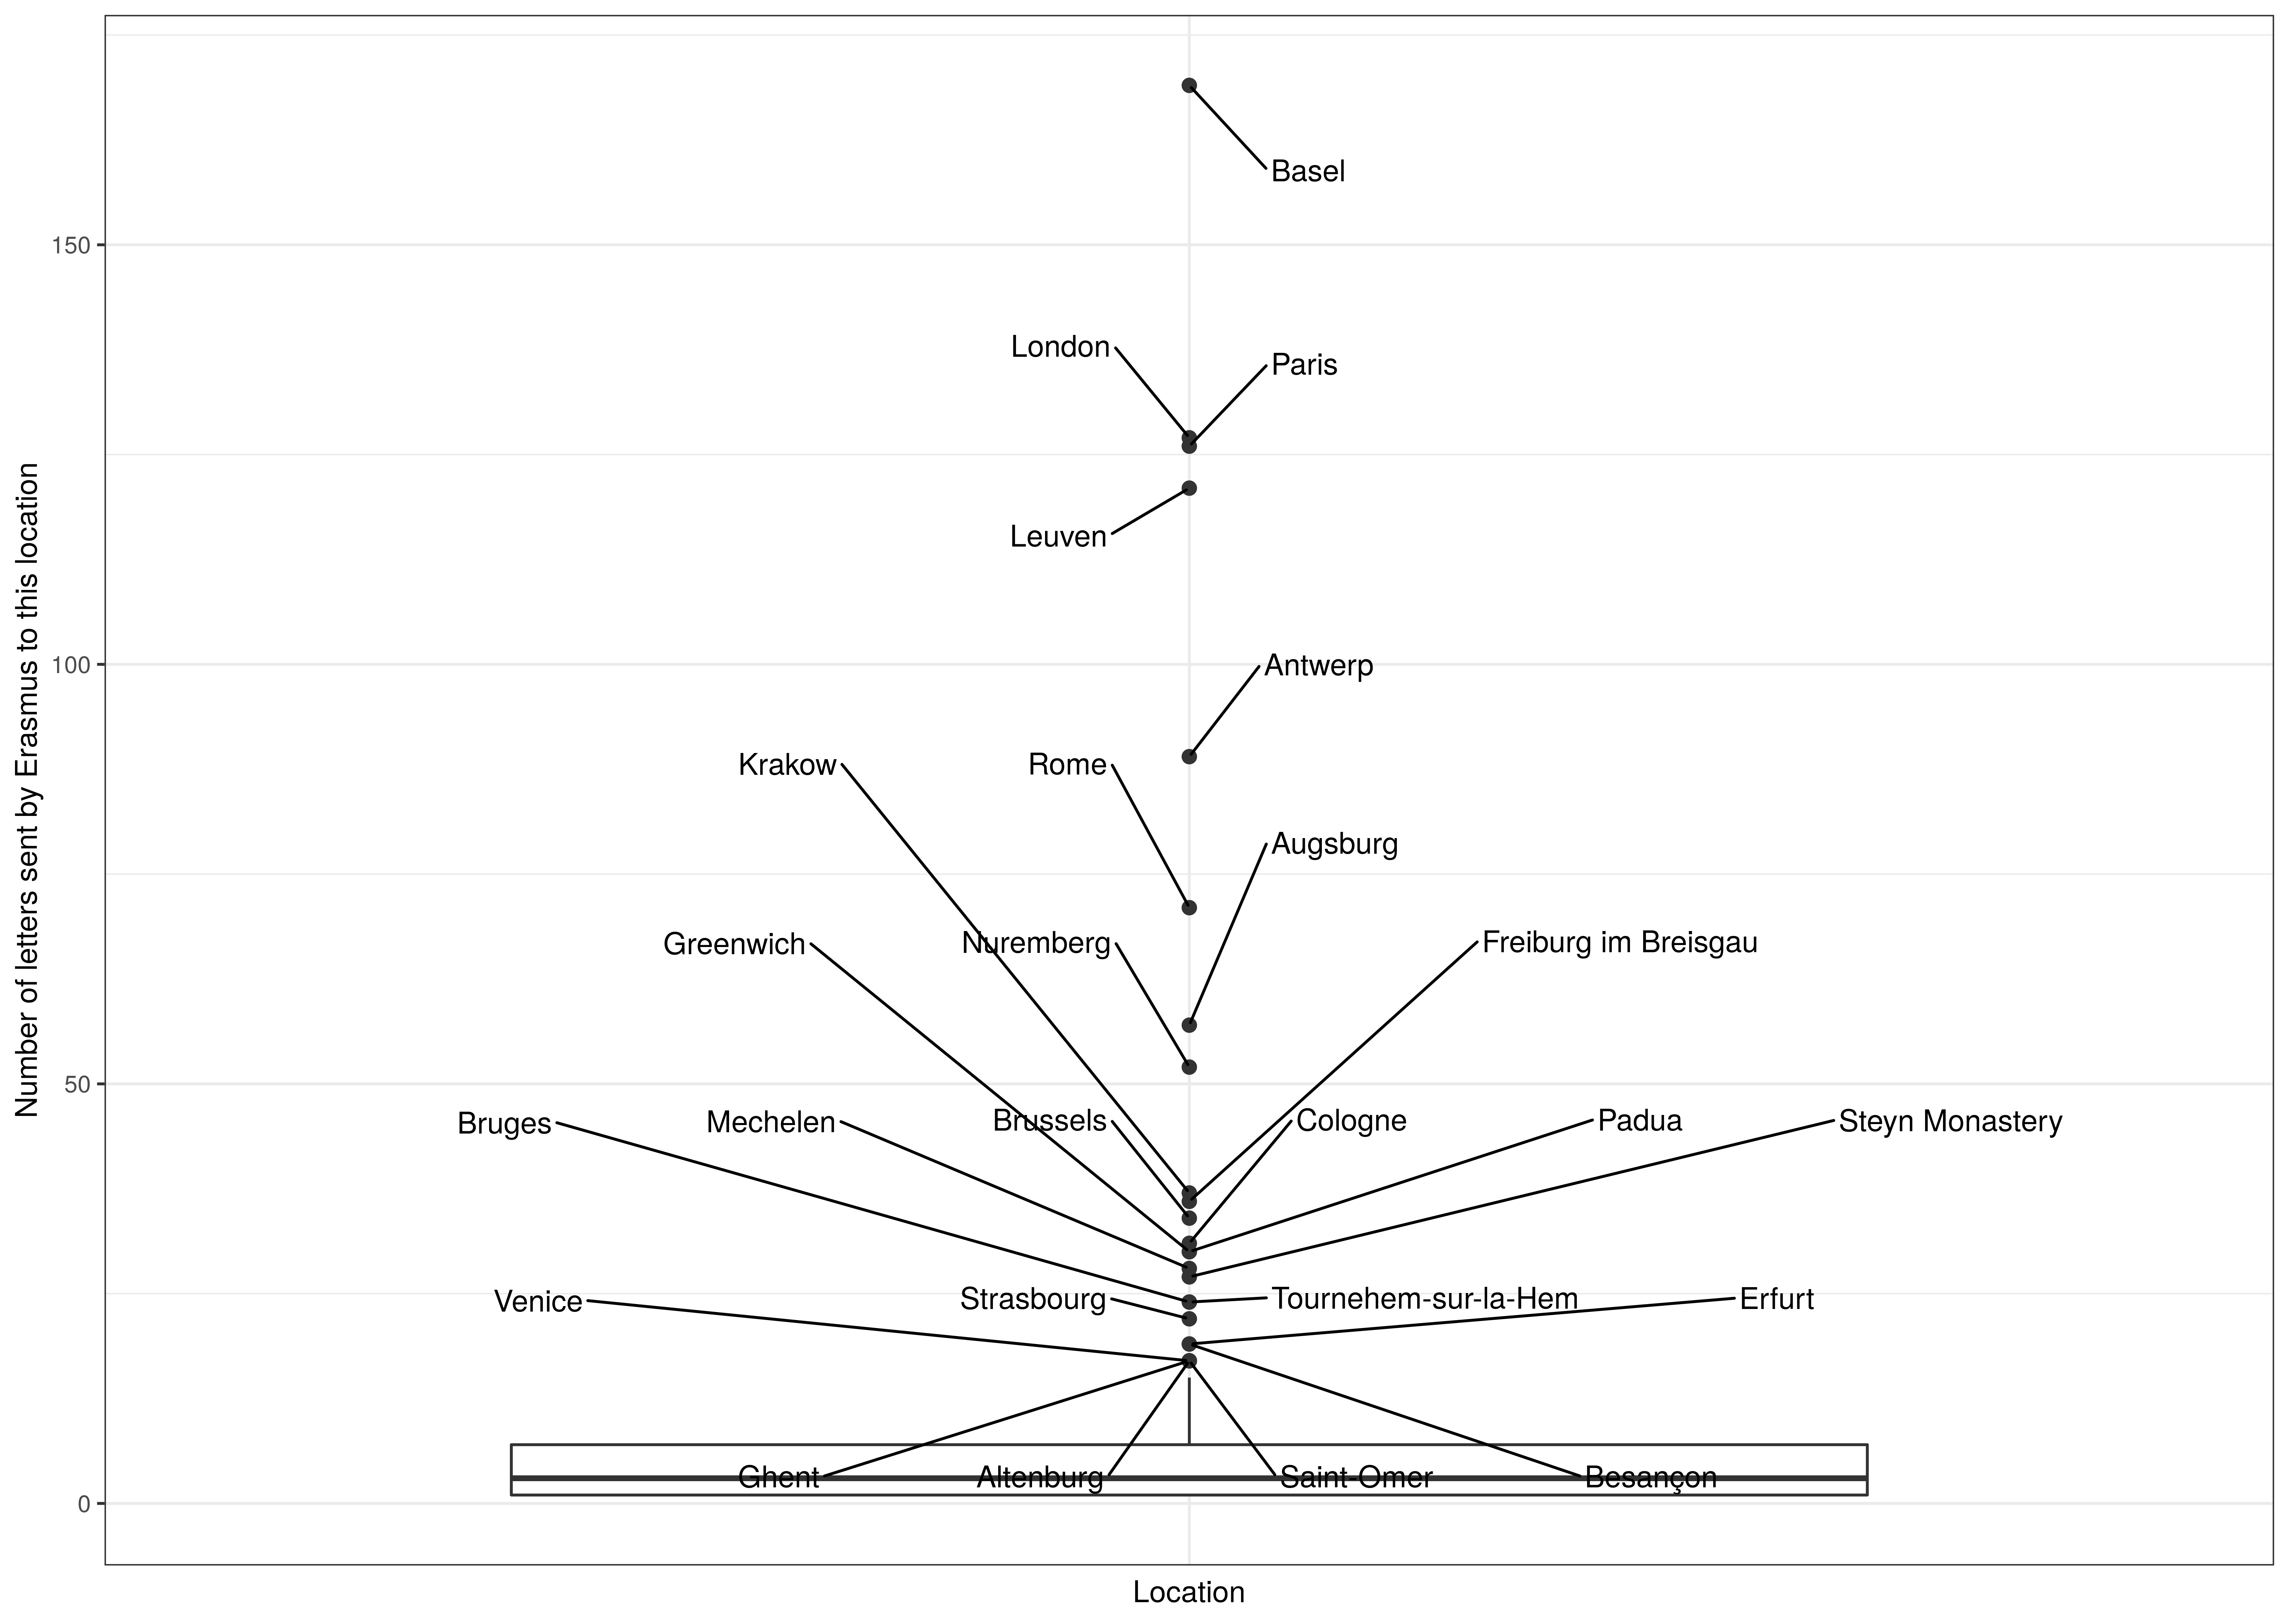 Basel
150
London
Paris
Leuven
100
Antwerp
Krakow
Rome
Augsburg
Greenwich
Nuremberg
Freiburg im Breisgau
50
Bruges
Mechelen
Brussels
Cologne
Padua
Steyn Monastery
Venice
Strasbourg
Tournehem-sur-la-Hem
Erfurt
Ghent
Altenburg
Saint-Omer
Besançon
0
Location
Number of letters sent by Erasmus to this location